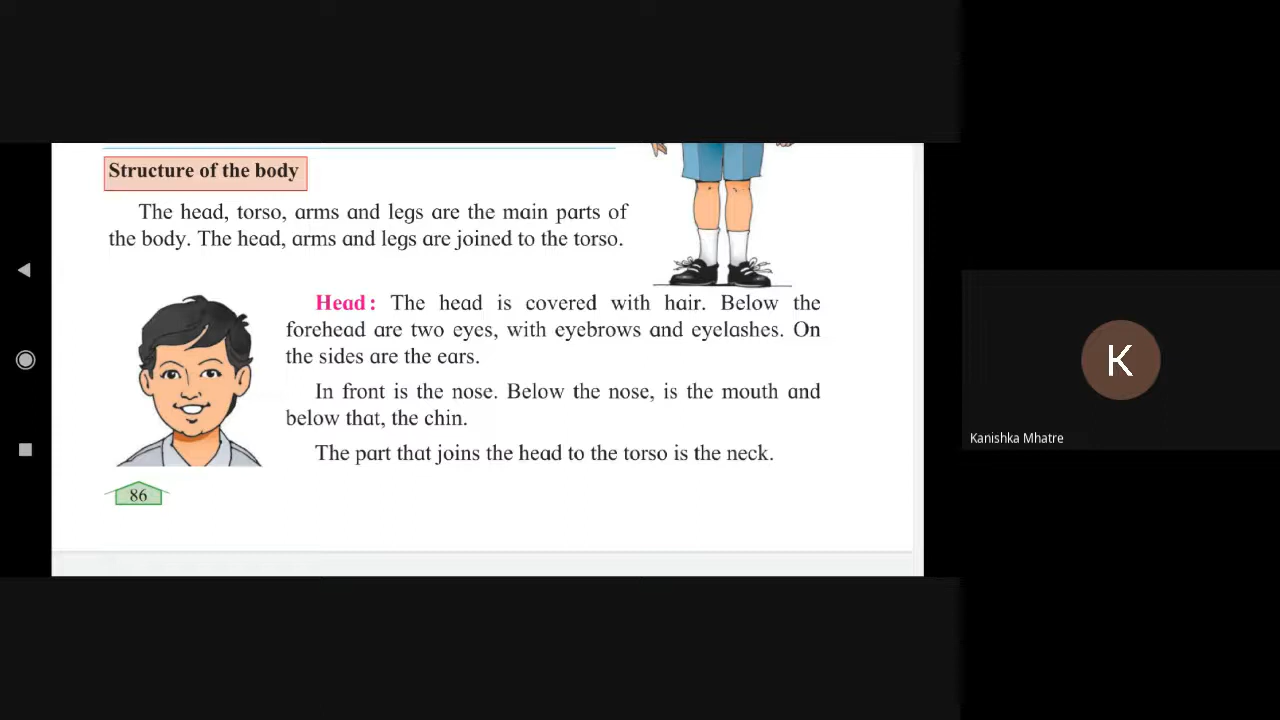 Structure of the body
The head, torso, arms and legs are the main parts of
the body. The head, arms and legs are joined to the torso.
Head : The head is covered with hair. Below the
forehead are two eyes, with eyebrows and eyelashes. On
the sides are the ears.
In front is the nose. Below the nose, is the mouth and
below that, the chin.
The part that joins the head to the torso is the neck.
86
K
Kanishka Mhatre